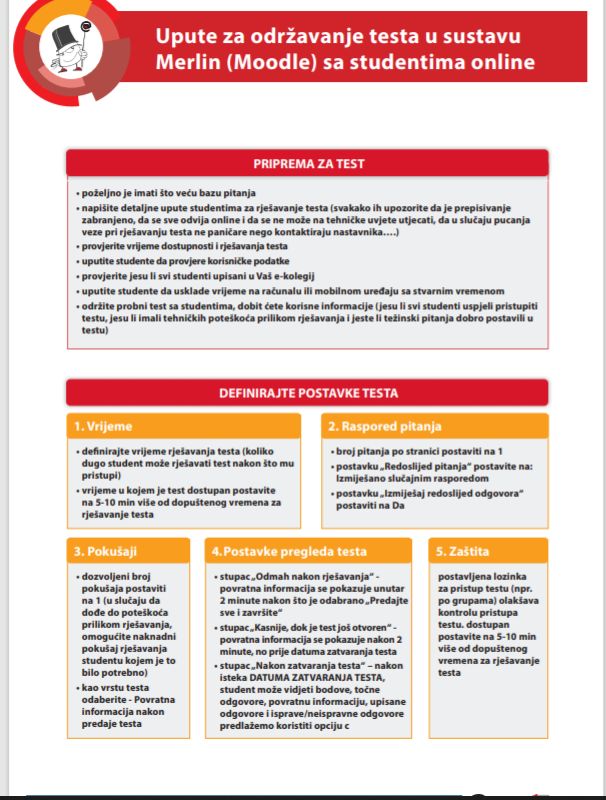 Upute za održavanje testa u sustavu
Merlin (Moodle) sa studentima online
PRIPREMA ZA TEST
• poželjno je imati što veću bazu pitanja
• napišite detaljne upute studentima za rješavanje testa (svakako ih upozorite da je prepisivanje
zabranjeno, da se sve odvija online i da se ne može na tehničke uvjete utjecati, da u slučaju pucanja
veze pri rješavanju testa ne paničare nego kontaktiraju nastavnika....)
• provjerite vrijeme dostupnosti i rješavanja testa
• uputite studente da provjere korisničke podatke
• provjerite jesu li svi studenti upisani u Vaš e-kolegij
• uputite studente da usklade vrijeme na računalu ili mobilnom uređaju sa stvarnim vremenom
• održite probni test sa studentima, dobit ćete korisne informacije (jesu li svi studenti uspjeli pristupiti
testu, jesu li imali tehničkih poteškoća prilikom rješavanja i jeste li težinski pitanja dobro postavili u
testu)
DEFINIRAJTE POSTAVKE TESTA
1. Vrijeme
• definirajte vrijeme rješavanja testa (koliko
dugo student može rješavati test nakon što mu
pristupi)
• vrijeme u kojem je test dostupan postavite
na 5-10 min više od dopuštenog vremena za
rješavanje testa
2. Raspored pitanja
• broj pitanja po stranici postaviti na 1
• postavku „Redoslijed pitanja“ postavite na:
Izmiješano slučajnim rasporedom
• postavku „Izmiješaj redoslijed odgovora“
postaviti na Da
3. Pokušaji
• dozvoljeni broj
pokušaja postaviti
na 1 (u slučaju da
dođe do poteškoća
prilikom rješavanja,
omogućite naknadni
pokušaj rješavanja
studentu kojem je to
bilo potrebno)
• kao vrstu testa
odaberite - Povratna
informacija nakon
predaje testa
4. Postavke pregleda testa
• stupac „Odmah nakon rješavanja“ -
povratna informacija se pokazuje unutar
2 minute nakon što je odabrano „Predajte
sve i završite“
• stupac „Kasnije, dok je test još otvoren“ -
povratna informacija se pokazuje nakon 2
minute, no prije datuma zatvaranja testa
• stupac „Nakon zatvaranja testa“ – nakon
isteka DATUMA ZATVARANJA TESTA,
student može vidjeti bodove, točne
odgovore, povratnu informaciju, upisane
odgovore i isprave/neispravne odgovore
predlažemo koristiti opciju c
5. Zaštita
postavljena lozinka
za pristup testu (npr.
po grupama) olakšava
kontrolu pristupa
testu. dostupan
postavite na 5-10 min
više od dopuštenog
vremena za rješavanje
testa